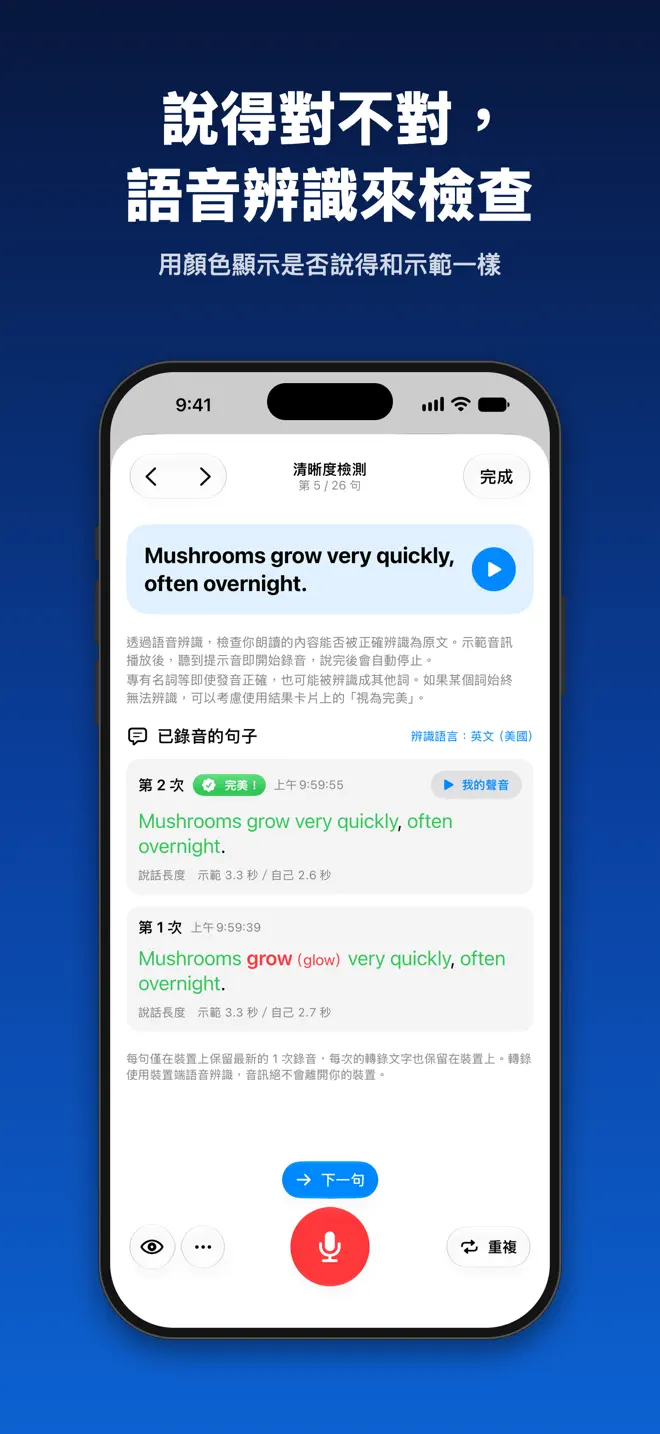 說得對不對，
語音辨識來檢查
用顏色顯示是否說得和示範一樣
9:41
清晰度檢測
第 5 / 26 句
完成
Mushrooms grow very quickly,
often overnight.
透過語音辨識，檢查你朗讀的內容能否被正確辨識為原文。示範音訊
播放後，聽到提示音即開始錄音，說完後會自動停止。
專有名詞等即使發音正確，也可能被辨識成其他詞。如果某個詞始終
無法辨識，可以考慮使用結果卡片上的「視為完美」。
已錄音的句子
辨識語言：英文 (美國)
第 2 次 完美！ 上午9:59:55 我的聲音
Mushrooms grow very quickly, often
overnight.
說話長度 示範 3.3 秒 / 自己 2.6 秒
第 1 次 上午9:59:39
Mushrooms grow (glow) very quickly, often
overnight.
說話長度 示範 3.3 秒 / 自己 2.7 秒
每句僅在裝置上保留最新的 1 次錄音，每次的轉錄文字也保留在裝置上。轉錄
使用裝置端語音辨識，音訊絕不會離開你的裝置。
下一句
重複